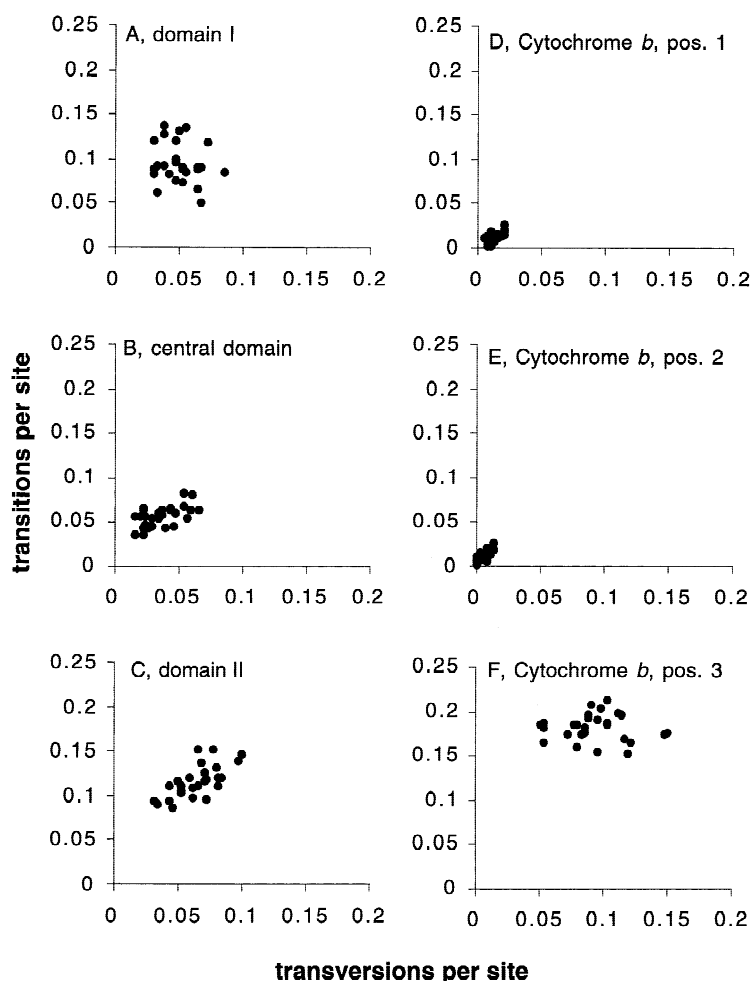 A, domain I
0.25
0.2
0.15
0.1
0.05
0
0 0.05 0.1 0.15 0.2
D, Cytochrome b, pos. 1
0.25
0.2
0.15
0.1
0.05
0
0 0.05 0.1 0.15 0.2
B, central domain
0.25
0.2
0.15
0.1
0.05
0
0 0.05 0.1 0.15 0.2
E, Cytochrome b, pos. 2
0.25
0.2
0.15
0.1
0.05
0
0 0.05 0.1 0.15 0.2
C, domain II
0.25
0.2
0.15
0.1
0.05
0
0 0.05 0.1 0.15 0.2
F, Cytochrome b, pos. 3
0.25
0.2
0.15
0.1
0.05
0
0 0.05 0.1 0.15 0.2
transitions per site
transversions per site